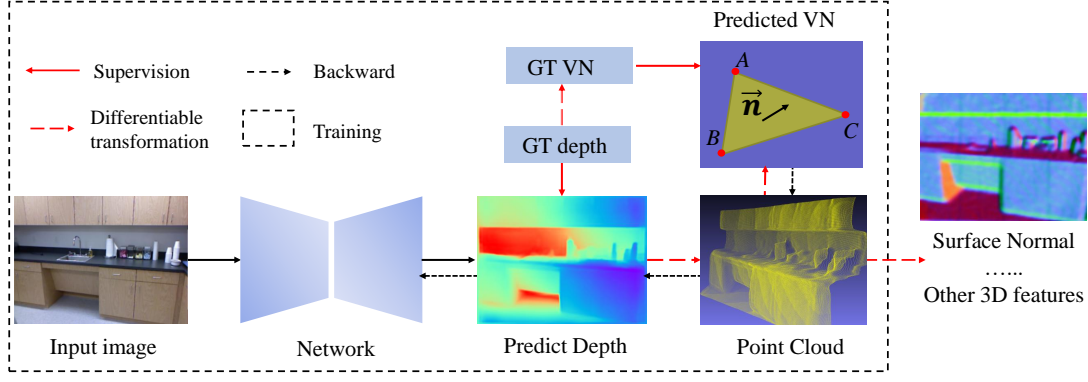 Predicted VN
Supervision
Backward
GT VN
A
n
C
B
Differentiable
transformation
Training
GT depth
Surface Normal
…...
Other 3D features
Input image
Network
Predict Depth
Point Cloud